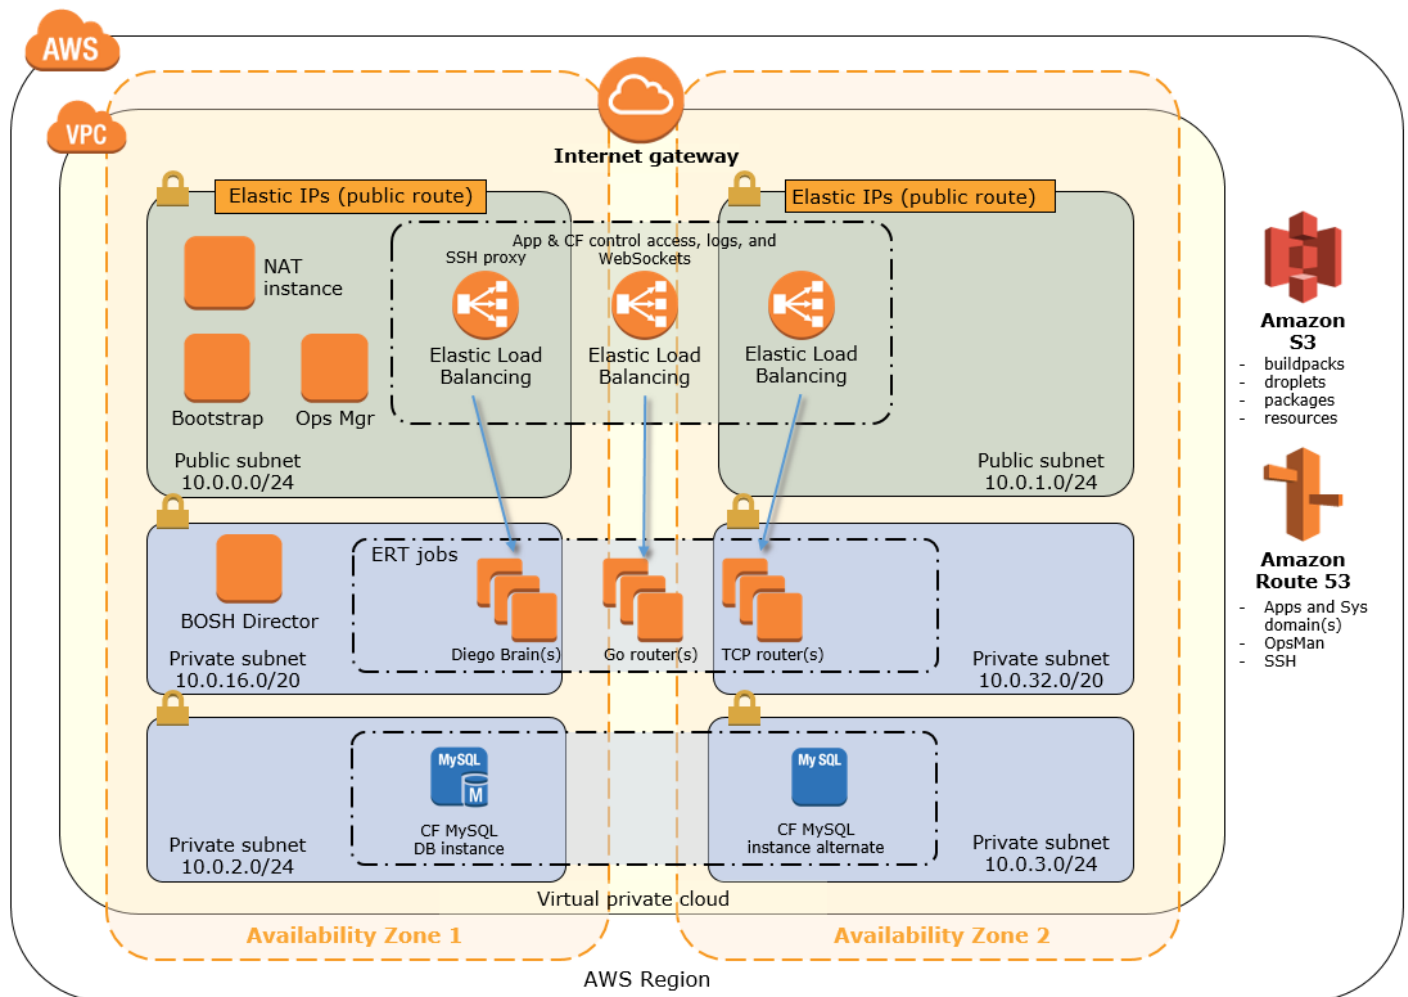 AWS
VPC
Internet gateway
Elastic IPs (public route)
Elastic IPs (public route)
App & CF control access, logs, and
WebSockets
SSH proxy
NAT
instance
Elastic Load
Balancing
Elastic Load
Balancing
Elastic Load
Balancing
Bootstrap
Ops Mgr
Public subnet
10.0.0.0/24
Public subnet
10.0.1.0/24
ERT jobs
BOSH Director
Diego Brain(s)
Go router(s)
TCP router(s)
Private subnet
10.0.16.0/20
Private subnet
10.0.32.0/20
MySQL
M
CF MySQL
DB instance
My SQL
CF MySQL
instance alternate
Private subnet
10.0.2.0/24
Private subnet
10.0.3.0/24
Virtual private cloud
Availability Zone 1
Availability Zone 2
AWS Region
Amazon
S3
- buildpacks
- droplets
- packages
- resources
Amazon
Route 53
- Apps and Sys
domain(s)
- OpsMan
- SSH